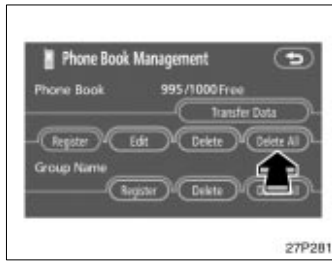 Phone Book Management
Phone Book 995/1000 Free
Transfer Data
Register Edit Delete Delete All
Group Name
Register Delete
27P281